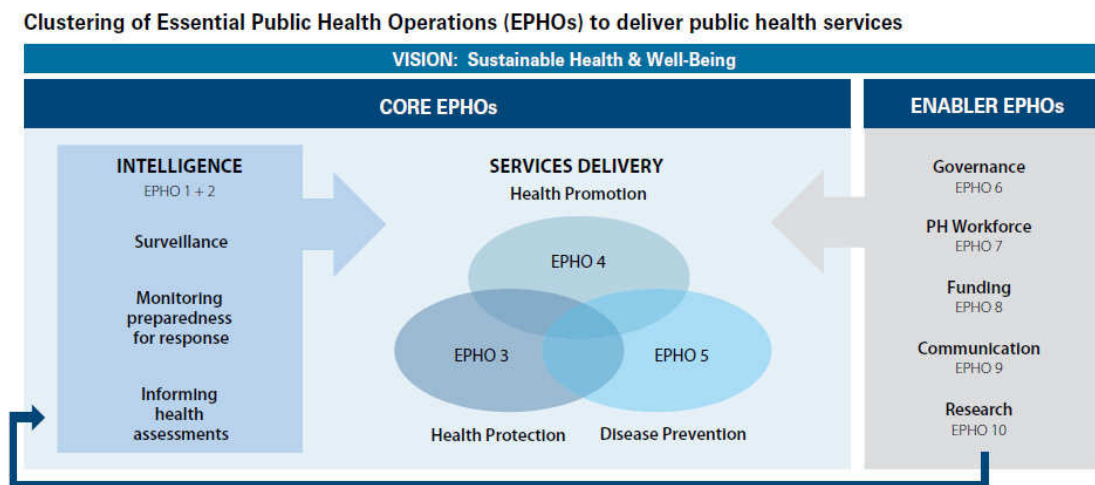 Clustering of Essential Public Health Operations (EPHOs) to deliver public health services
VISION: Sustainable Health & Well-Being
CORE EPHOs
INTELLIGENCE
EPHO 1 + 2
Surveillance
Monitoring
preparedness
for response
Informing
health
assessments
SERVICES DELIVERY
Health Promotion
EPHO 4
EPHO 3
EPHO 5
Health Protection
Disease Prevention
ENABLER EPHOs
Governance
EPHO 6
PH Workforce
EPHO 7
Funding
EPHO 8
Communication
EPHO 9
Research
EPHO 10